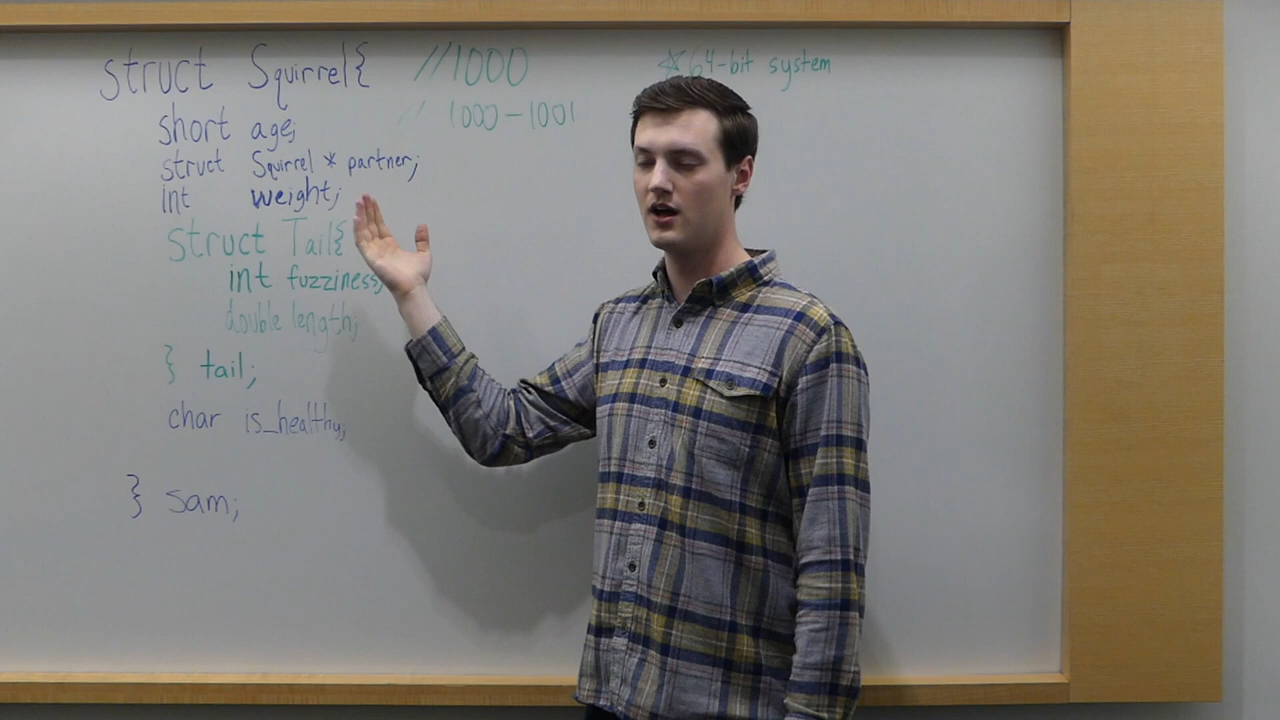 struct Squirrel{ //1000
☆64-bit system
short age; // 1000-1001
struct Squirrel * partner;
int weight;
struct Tail{
int fuzziness;
double length;
} tail;
char is_healthy;
} sam;